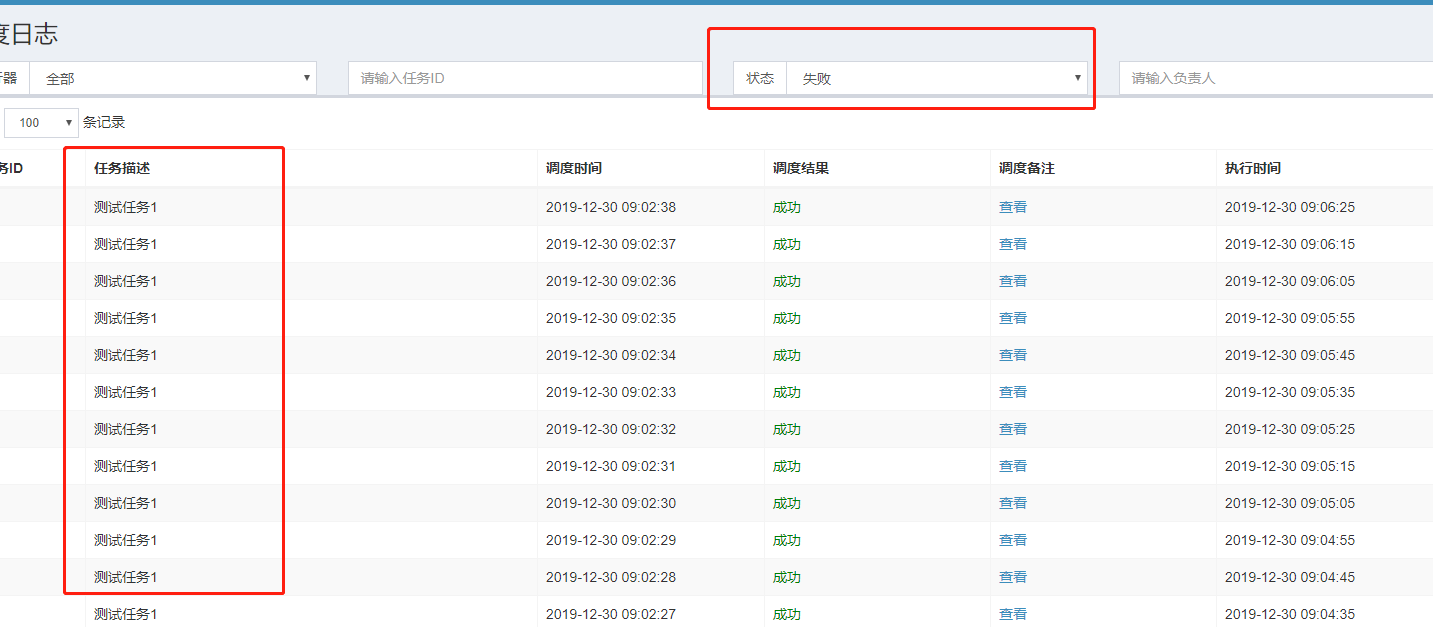 度日志
行器 全部 请输入任务ID 状态 失败 请输入负责人
100 条记录
务ID 任务描述 调度时间 调度结果 调度备注 执行时间
测试任务1 2019-12-30 09:02:38 成功 查看 2019-12-30 09:06:25
测试任务1 2019-12-30 09:02:37 成功 查看 2019-12-30 09:06:15
测试任务1 2019-12-30 09:02:36 成功 查看 2019-12-30 09:06:05
测试任务1 2019-12-30 09:02:35 成功 查看 2019-12-30 09:05:55
测试任务1 2019-12-30 09:02:34 成功 查看 2019-12-30 09:05:45
测试任务1 2019-12-30 09:02:33 成功 查看 2019-12-30 09:05:35
测试任务1 2019-12-30 09:02:32 成功 查看 2019-12-30 09:05:25
测试任务1 2019-12-30 09:02:31 成功 查看 2019-12-30 09:05:15
测试任务1 2019-12-30 09:02:30 成功 查看 2019-12-30 09:05:05
测试任务1 2019-12-30 09:02:29 成功 查看 2019-12-30 09:04:55
测试任务1 2019-12-30 09:02:28 成功 查看 2019-12-30 09:04:45
测试任务1 2019-12-30 09:02:27 成功 查看 2019-12-30 09:04:35